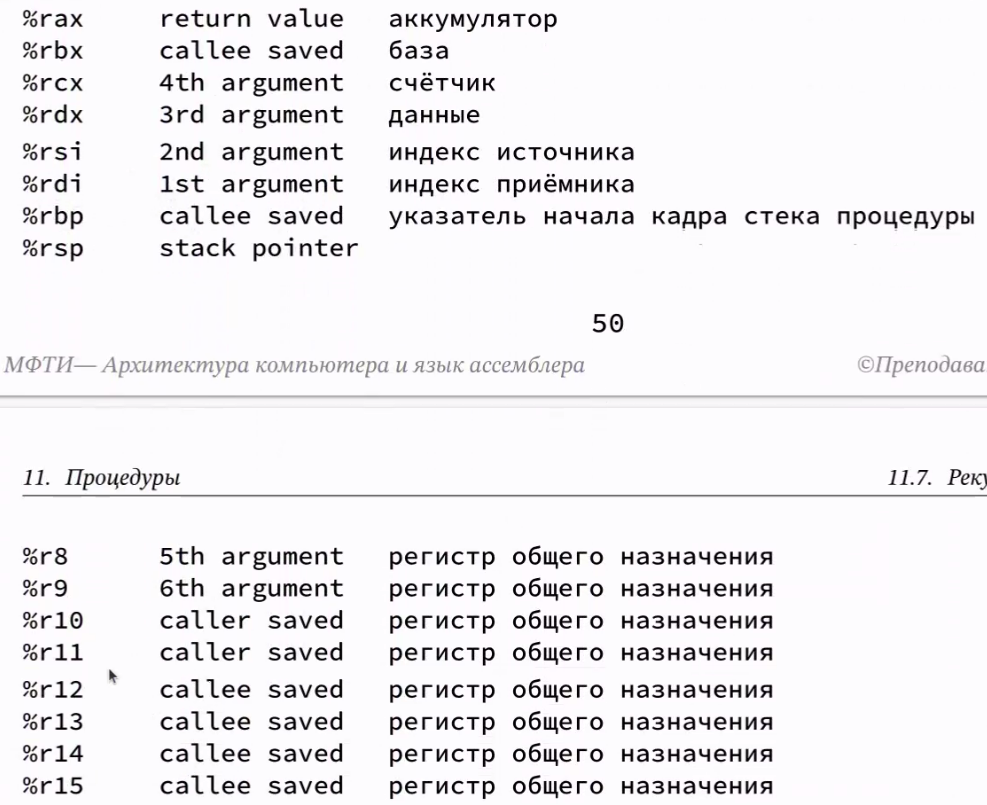 %rax return value аккумулятор
%rbx callee saved база
%rcx 4th argument счётчик
%rdx 3rd argument данные
%rsi 2nd argument индекс источника
%rdi 1st argument индекс приёмника
%rbp callee saved указатель начала кадра стека процедуры
%rsp stack pointer
50
МФТИ— Архитектура компьютера и язык ассемблера ©Преподава
11. Процедуры 11.7. Реку
%r8 5th argument регистр общего назначения
%r9 6th argument регистр общего назначения
%r10 caller saved регистр общего назначения
%r11 caller saved регистр общего назначения
%r12 callee saved регистр общего назначения
%r13 callee saved регистр общего назначения
%r14 callee saved регистр общего назначения
%r15 callee saved регистр общего назначения